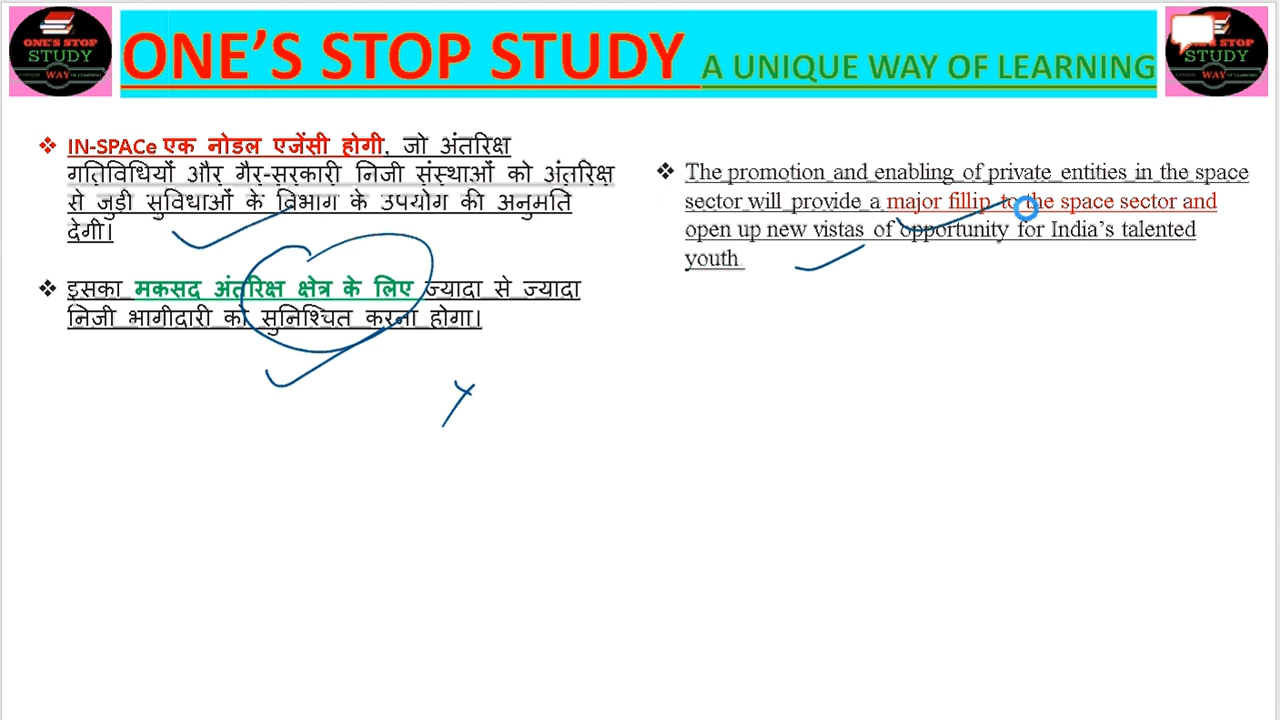 ONE'S STOP STUDY A UNIQUE WAY OF LEARNING
ONE'S STOP
STUDY
WAY
S STOP
STUDY
WAY OF LEARNING
IN-SPACe एक नोडल एजेंसी होगी, जो अंतरिक्ष
गतिविधियों और गैर-सरकारी निजी संस्थाओं को अंतरिक्ष
से जुड़ी सुविधाओं के विभाग के उपयोग की अनुमति
देगी।
इसका मकसद अंतरिक्ष क्षेत्र के लिए ज्यादा से ज्यादा
निजी भागीदारी को सुनिश्चित करना होगा।
The promotion and enabling of private entities in the space
sector will provide a major fillip to the space sector and
open up new vistas of opportunity for India's talented
youth